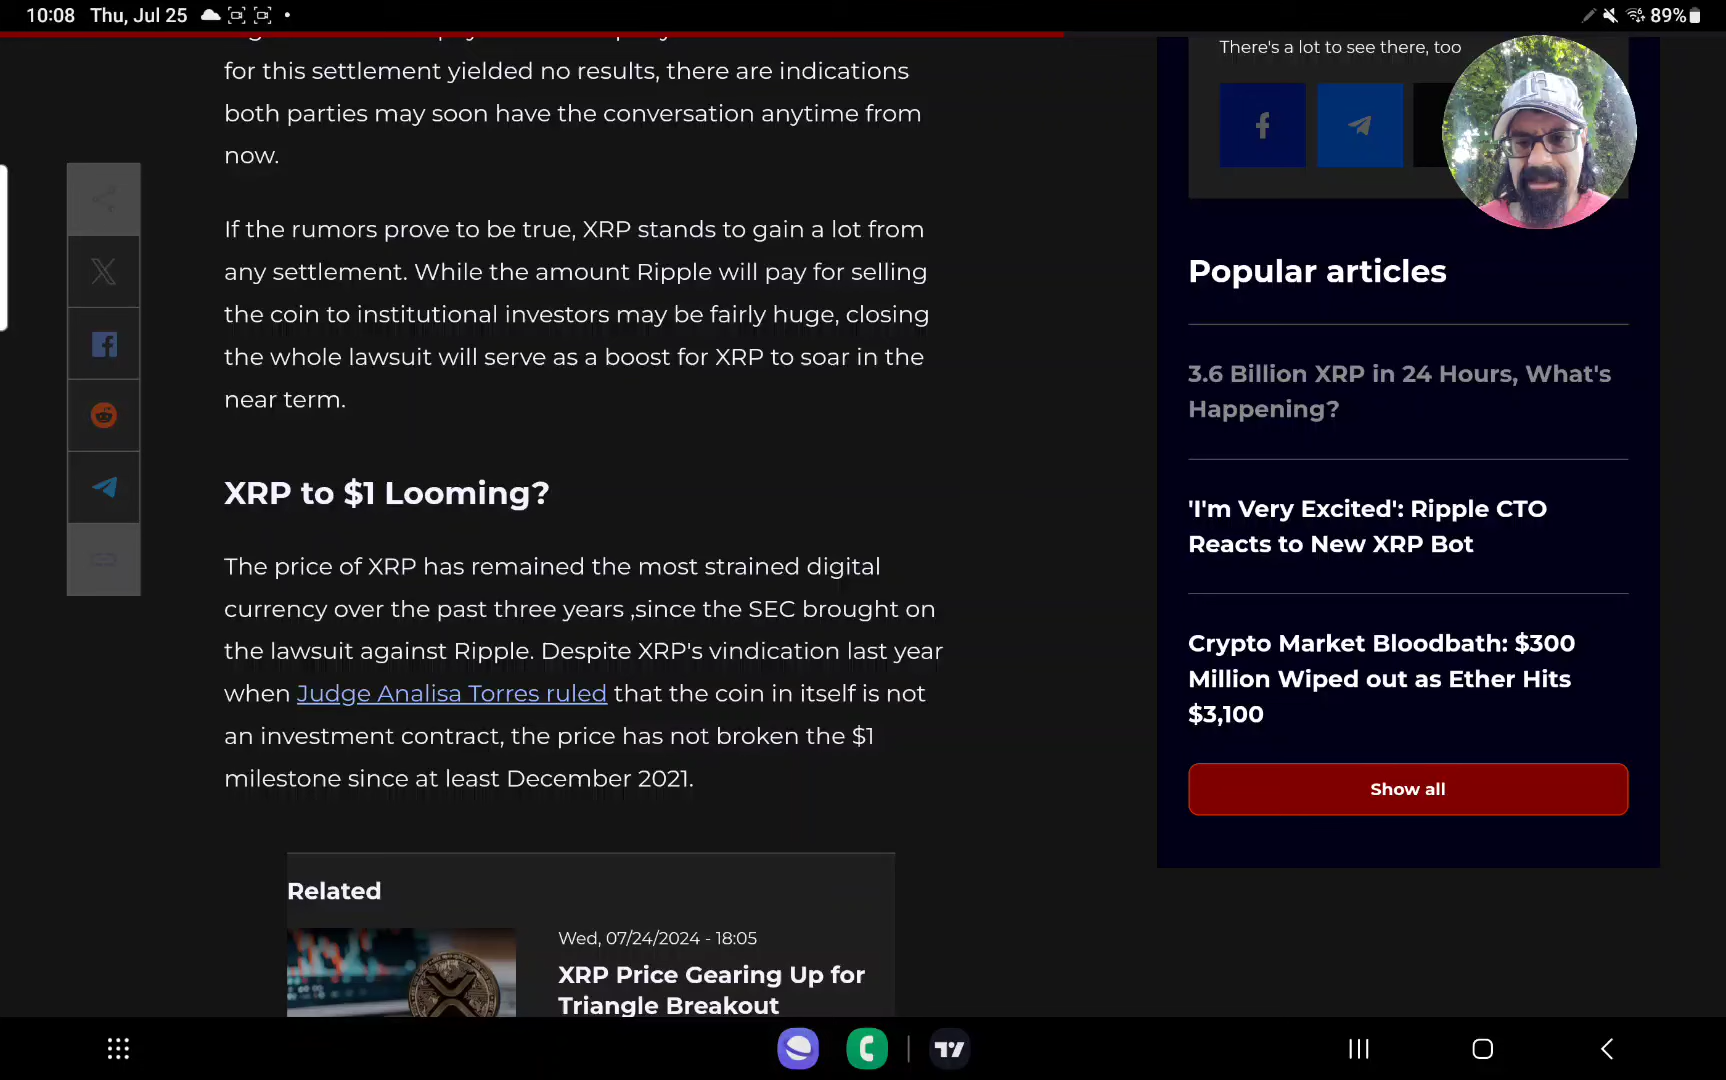 10:08 Thu, Jul 25
89%
for this settlement yielded no results, there are indications
both parties may soon have the conversation anytime from
now.
If the rumors prove to be true, XRP stands to gain a lot from
any settlement. While the amount Ripple will pay for selling
the coin to institutional investors may be fairly huge, closing
the whole lawsuit will serve as a boost for XRP to soar in the
near term.
XRP to $1 Looming?
The price of XRP has remained the most strained digital
currency over the past three years ,since the SEC brought on
the lawsuit against Ripple. Despite XRP's vindication last year
when Judge Analisa Torres ruled that the coin in itself is not
an investment contract, the price has not broken the $1
milestone since at least December 2021.
Related
Wed, 07/24/2024 - 18:05
XRP Price Gearing Up for
Triangle Breakout
There's a lot to see there, too
Popular articles
3.6 Billion XRP in 24 Hours, What's
Happening?
'I'm Very Excited': Ripple CTO
Reacts to New XRP Bot
Crypto Market Bloodbath: $300
Million Wiped out as Ether Hits
$3,100
Show all